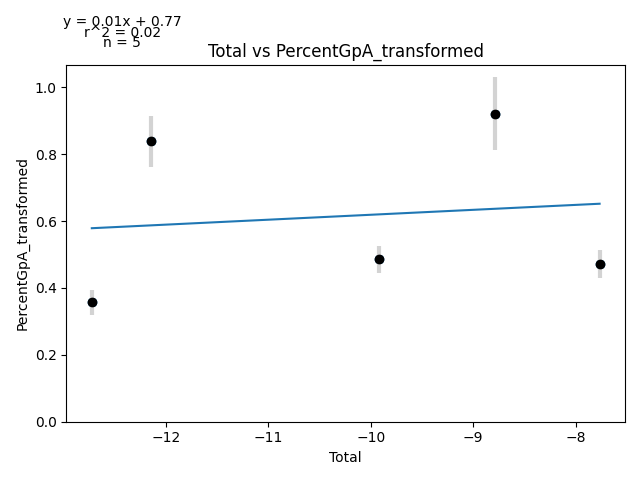 y = 0.01x + 0.77
r^2 = 0.02
n = 5
Total vs PercentGpA_transformed
PercentGpA_transformed
1.0
0.8
0.6
0.4
0.2
0.0
−12
−11
−10
−9
−8
Total